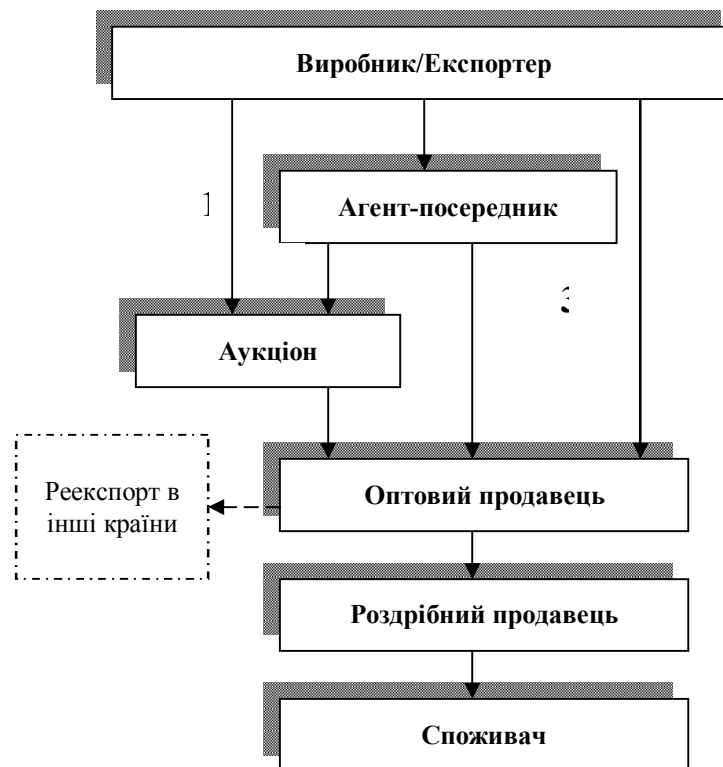 Виробник/Експортер
Агент-посередник
1
3
Аукціон
Реекспорт в
інші країни
Оптовий продавець
Роздрібний продавець
Споживач